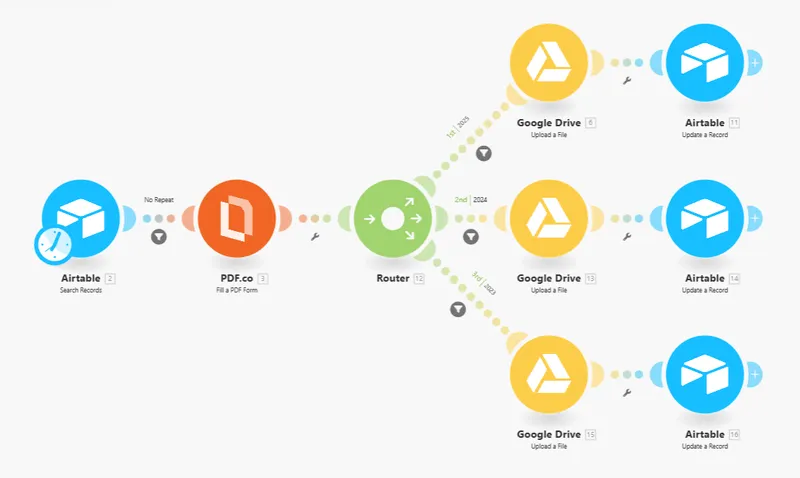 1st | 2025
Google Drive 6
Upload a File
Airtable 11
Update a Record
No Repeat
Airtable 2
Search Records
PDF.co 3
Fill a PDF Form
Router 12
2nd | 2024
Google Drive 13
Upload a File
Airtable 14
Update a Record
3rd | 2023
Google Drive 15
Upload a File
Airtable 16
Update a Record